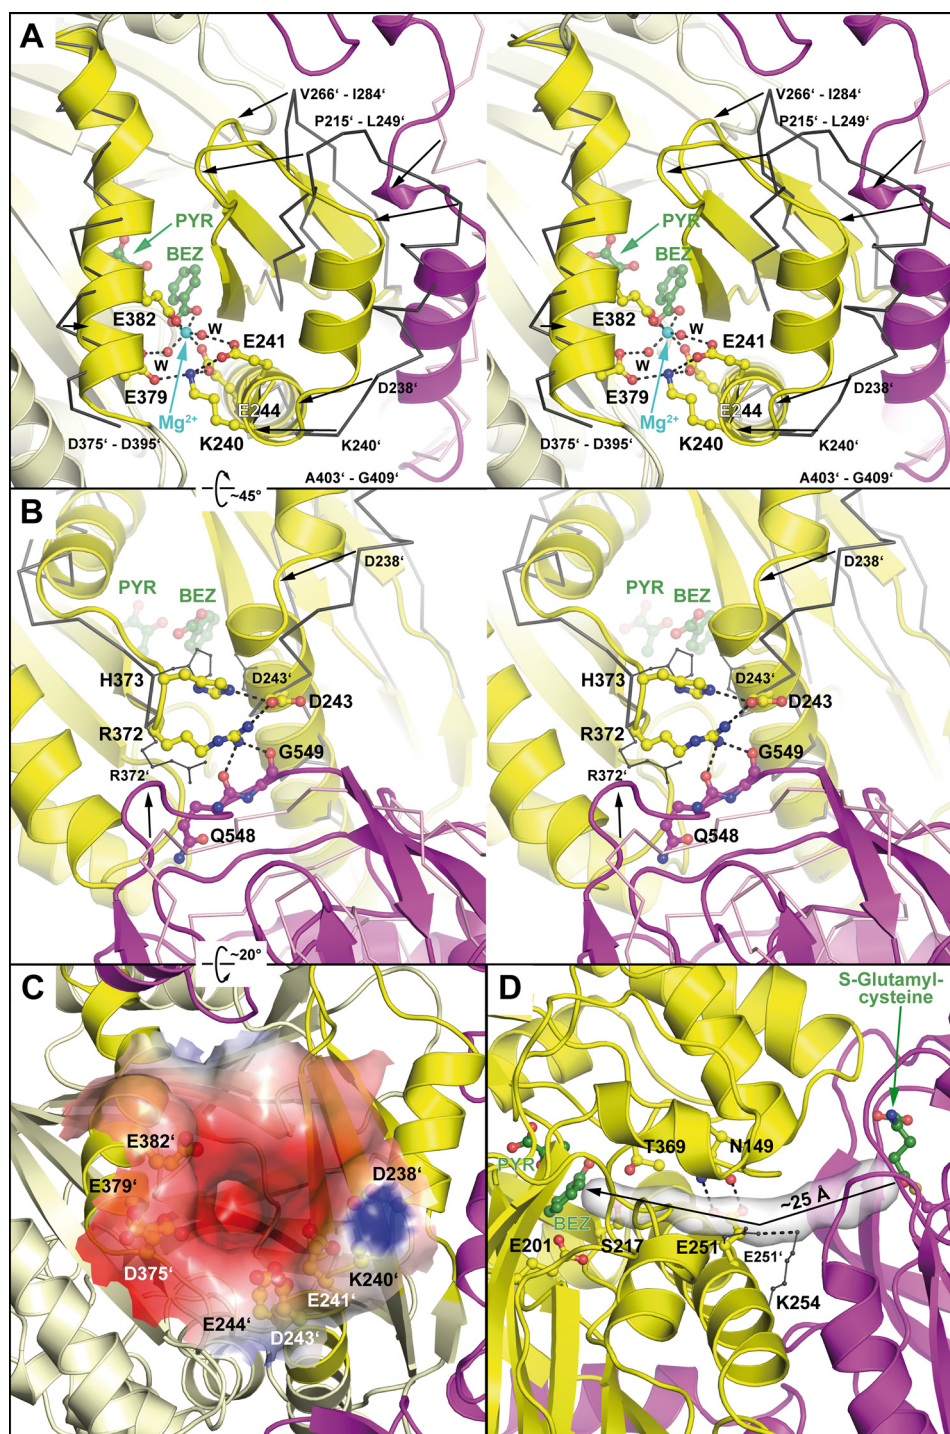 A
V266‘ - I284‘
P215‘ - L249‘
PYR
BEZ
E382
W
E241
W
E379
D238‘
E244
Mg2+
K240
D375‘ - D395‘
K240‘
A403‘ - G409‘
~45°
V266‘ - I284‘
P215‘ - L249‘
PYR
BEZ
E382
W
E241
W
E379
D238‘
E244
Mg2+
K240
D375‘ - D395‘
K240‘
A403‘ - G409‘
B
D238‘
PYR
BEZ
H373
D243‘
D243
R372
G549
R372‘
Q548
~20°
D238‘
PYR
BEZ
H373
D243‘
D243
R372
G549
R372‘
Q548
C
E382‘
E379‘
D238‘
D375‘
K240‘
E241‘
E244‘
D243‘
D
S-Glutamyl-
cysteine
T369
N149
PYR
~25 Å
BEZ
E201
S217
E251
E251‘
K254